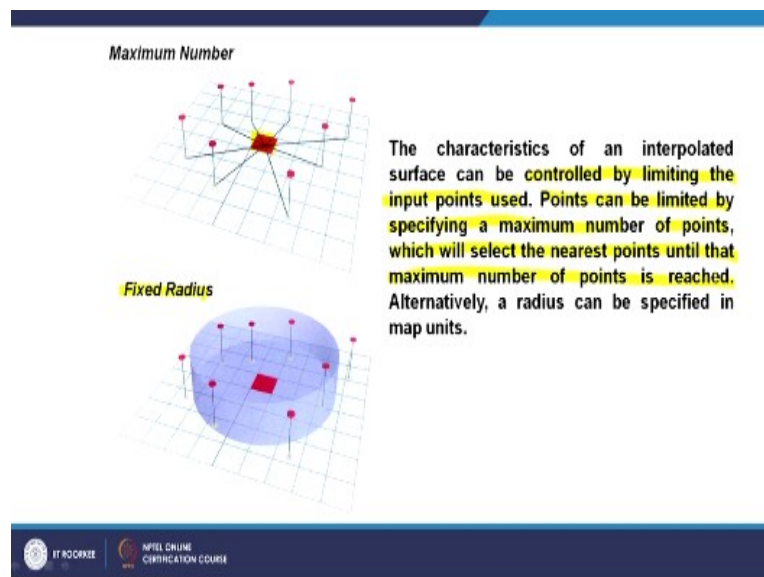 Maximum Number
The characteristics of an interpolated
surface can be controlled by limiting the
input points used. Points can be limited by
specifying a maximum number of points,
which will select the nearest points until that
maximum number of points is reached.
Alternatively, a radius can be specified in
map units.
Fixed Radius
IIT ROORKEE
NPTEL ONLINE
CERTIFICATION COURSE